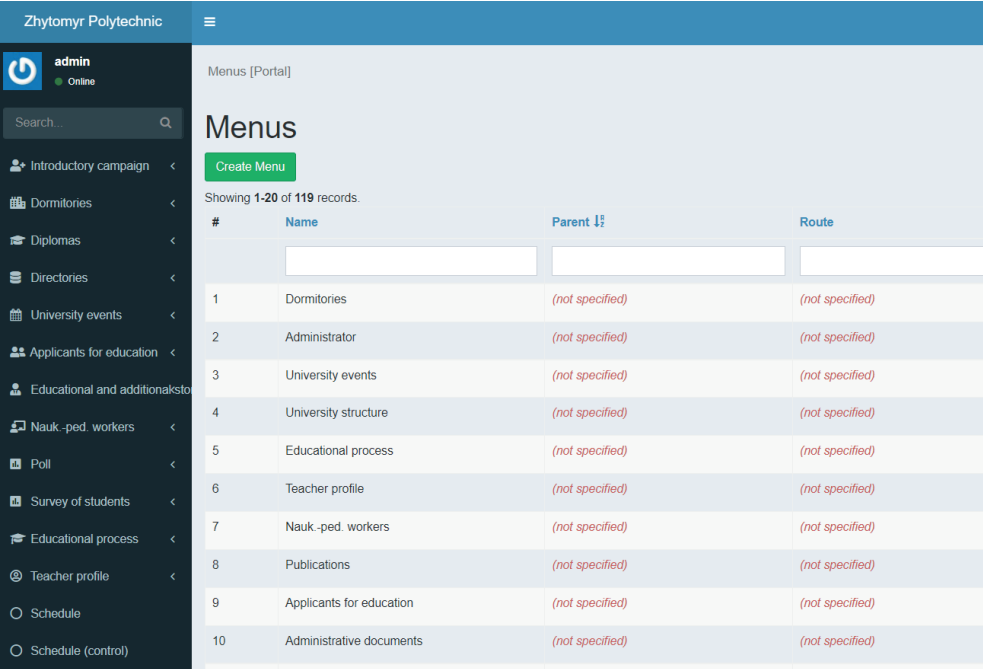 Zhytomyr Polytechnic
admin
Online
Search...
Introductory campaign
Dormitories
Diplomas
Directories
University events
Applicants for education
Educational and additionaksto
Nauk.-ped. workers
Poll
Survey of students
Educational process
Teacher profile
Schedule
Schedule (control)
Menus [Portal]
Menus
Create Menu
Showing 1-20 of 119 records.
# Name Parent Route
1 Dormitories (not specified) (not specified)
2 Administrator (not specified) (not specified)
3 University events (not specified) (not specified)
4 University structure (not specified) (not specified)
5 Educational process (not specified) (not specified)
6 Teacher profile (not specified) (not specified)
7 Nauk.-ped. workers (not specified) (not specified)
8 Publications (not specified) (not specified)
9 Applicants for education (not specified) (not specified)
10 Administrative documents (not specified) (not specified)